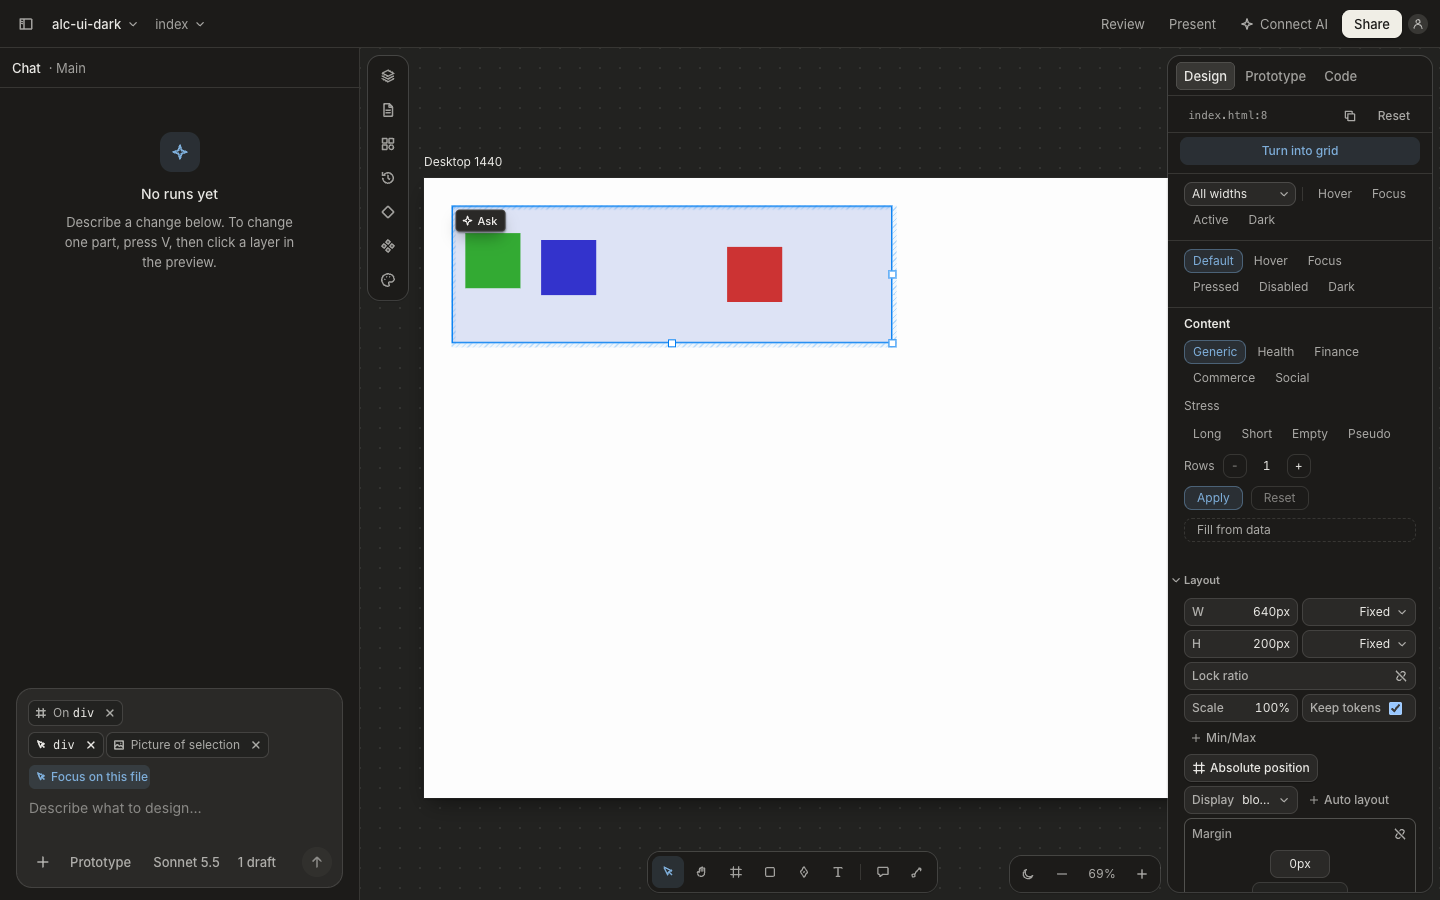 alc-ui-dark index Review Present Connect AI Share
Chat · Main
No runs yet
Describe a change below. To change
one part, press V, then click a layer in
the preview.
On div
div Picture of selection
Focus on this file
Describe what to design...
Prototype Sonnet 5.5 1 draft
Desktop 1440
Ask
69%
Design Prototype Code
index.html:8 Reset
Turn into grid
All widths Hover Focus
Active Dark
Default Hover Focus
Pressed Disabled Dark
Content
Generic Health Finance
Commerce Social
Stress
Long Short Empty Pseudo
Rows - 1 +
Apply Reset
Fill from data
Layout
W 640px Fixed
H 200px Fixed
Lock ratio
Scale 100% Keep tokens
Min/Max
Absolute position
Display blo... Auto layout
Margin
0px